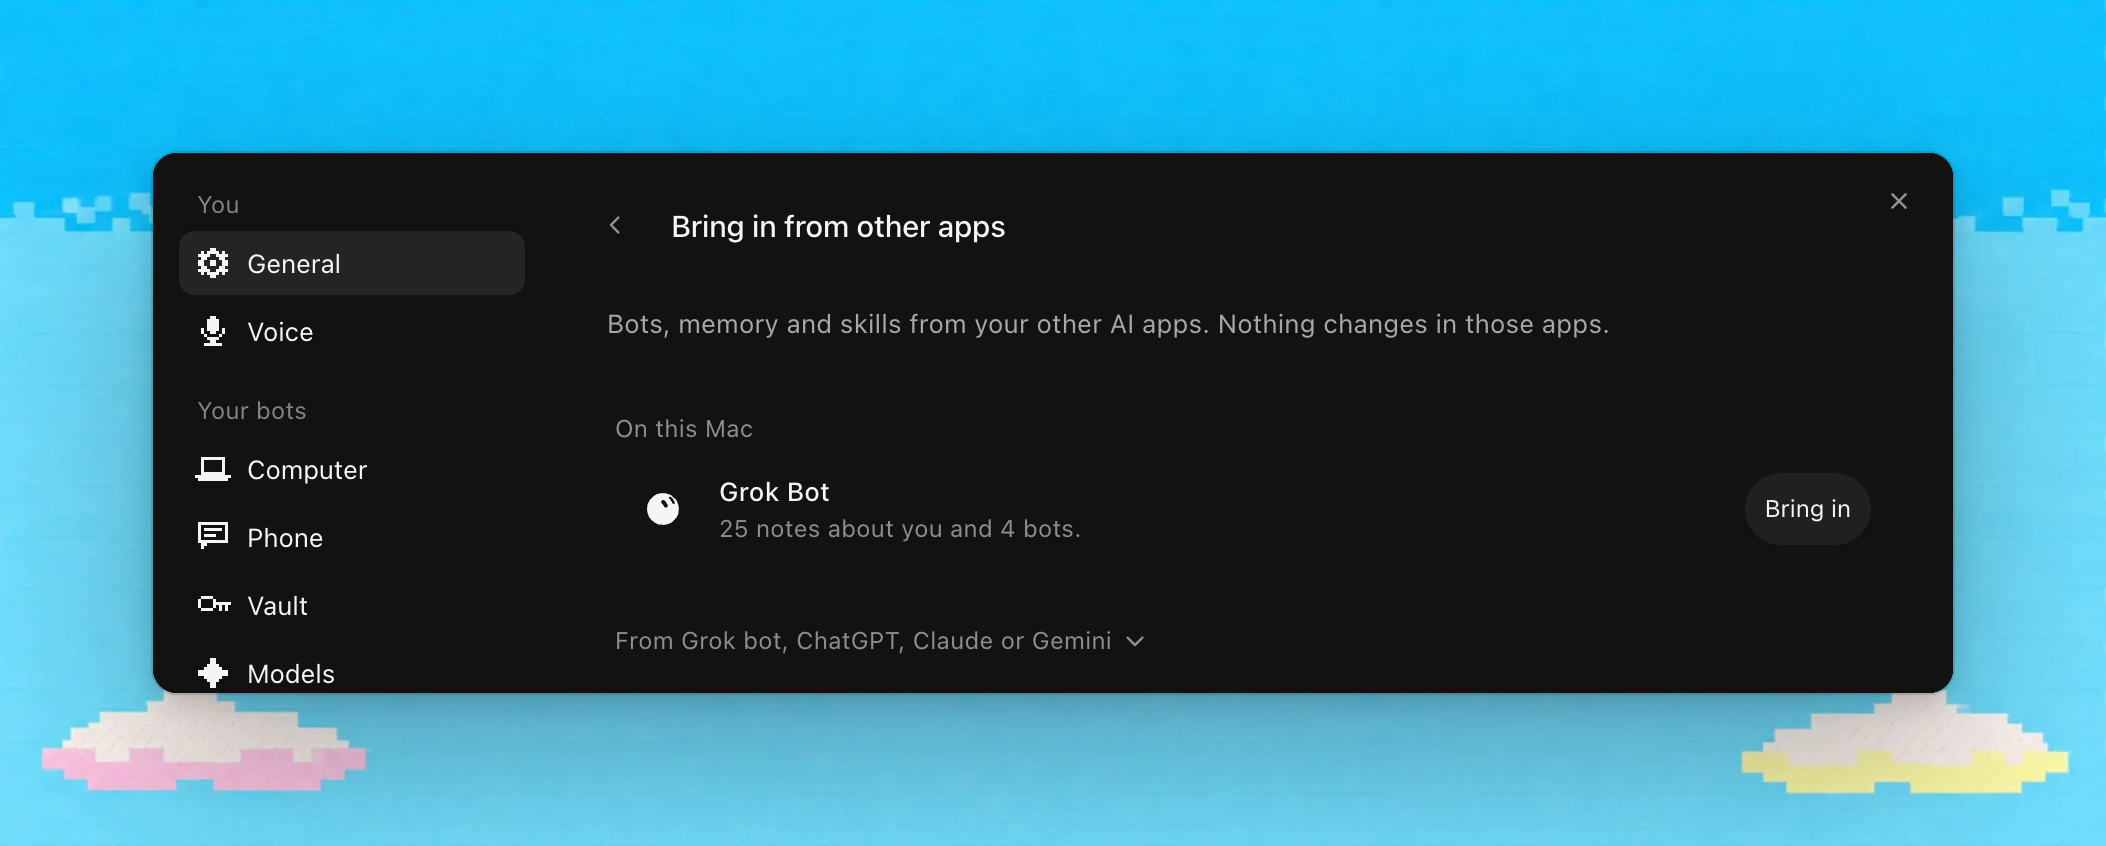 You
General
Voice
Your bots
Computer
Phone
Vault
Models
Bring in from other apps
Bots, memory and skills from your other AI apps. Nothing changes in those apps.
On this Mac
Grok Bot
25 notes about you and 4 bots.
Bring in
From Grok bot, ChatGPT, Claude or Gemini